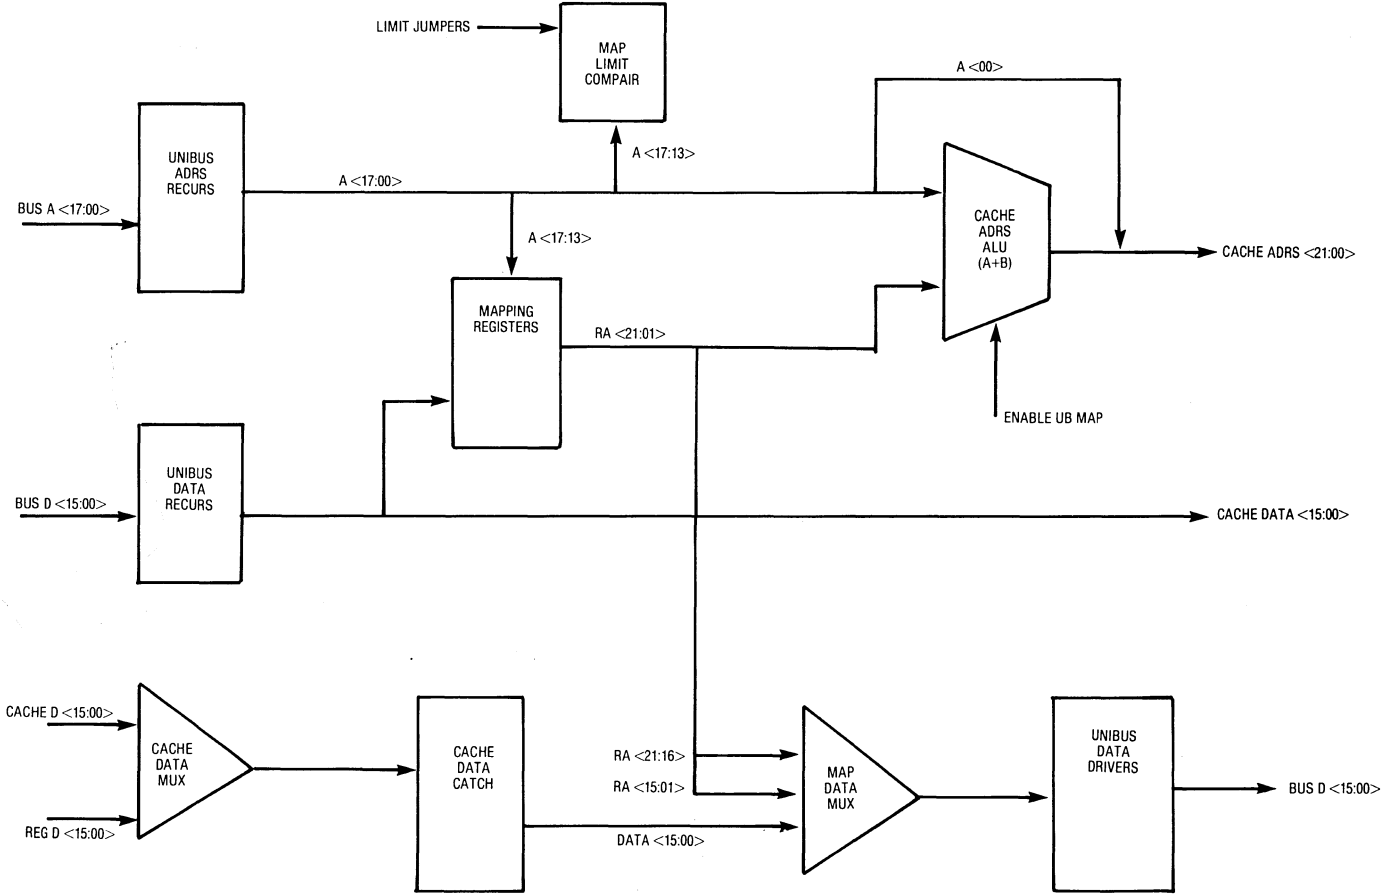 LIMIT JUMPERS
MAP
LIMIT
COMPAIR
A <00>
UNIBUS
ADRS
RECURS
A <17:13>
A <17:00>
BUS A <17:00>
A <17:13>
CACHE
ADRS
ALU
(A+B)
CACHE ADRS <21:00>
MAPPING
REGISTERS
RA <21:01>
ENABLE UB MAP
UNIBUS
DATA
RECURS
BUS D <15:00>
CACHE DATA <15:00>
CACHE D <15:00>
CACHE
DATA
MUX
REG D <15:00>
CACHE
DATA
CATCH
RA <21:16>
RA <15:01>
DATA <15:00>
MAP
DATA
MUX
UNIBUS
DATA
DRIVERS
BUS D <15:00>